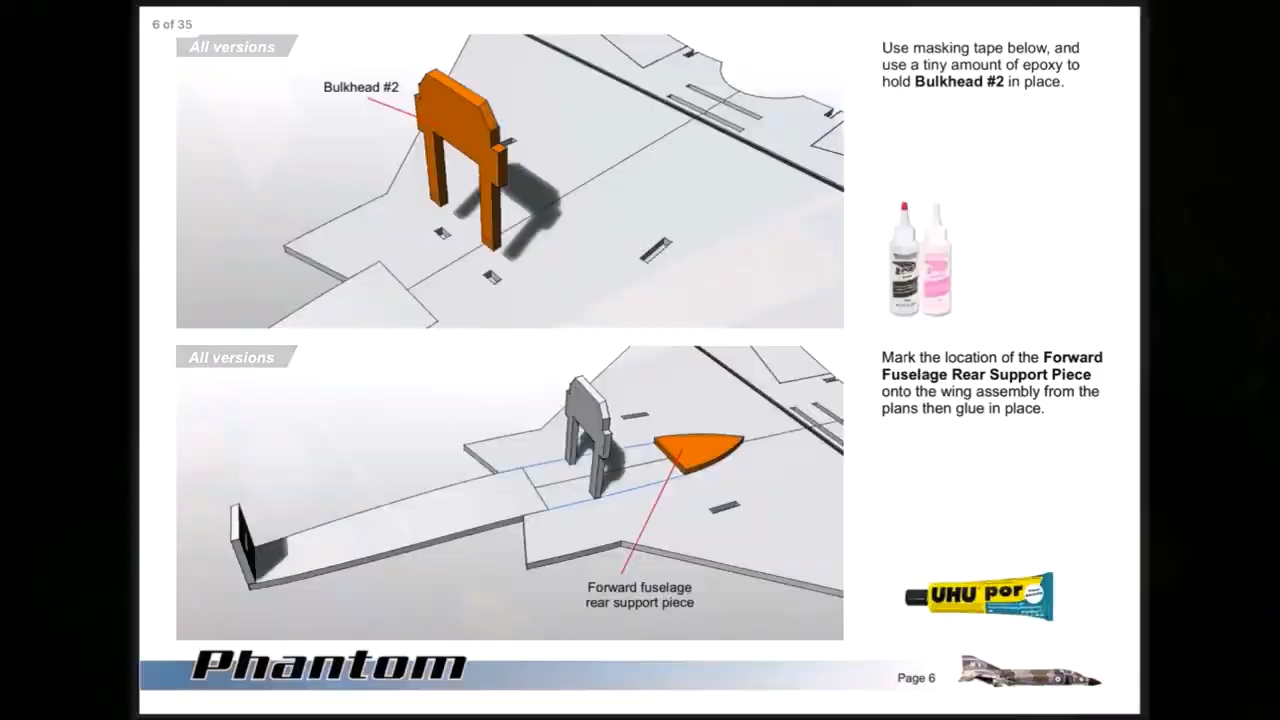 6 of 35
All versions
Bulkhead #2
Use masking tape below, and
use a tiny amount of epoxy to
hold Bulkhead #2 in place.
All versions
Mark the location of the Forward
Fuselage Rear Support Piece
onto the wing assembly from the
plans then glue in place.
Forward fuselage
rear support piece
UHU por
Phantom
Page 6